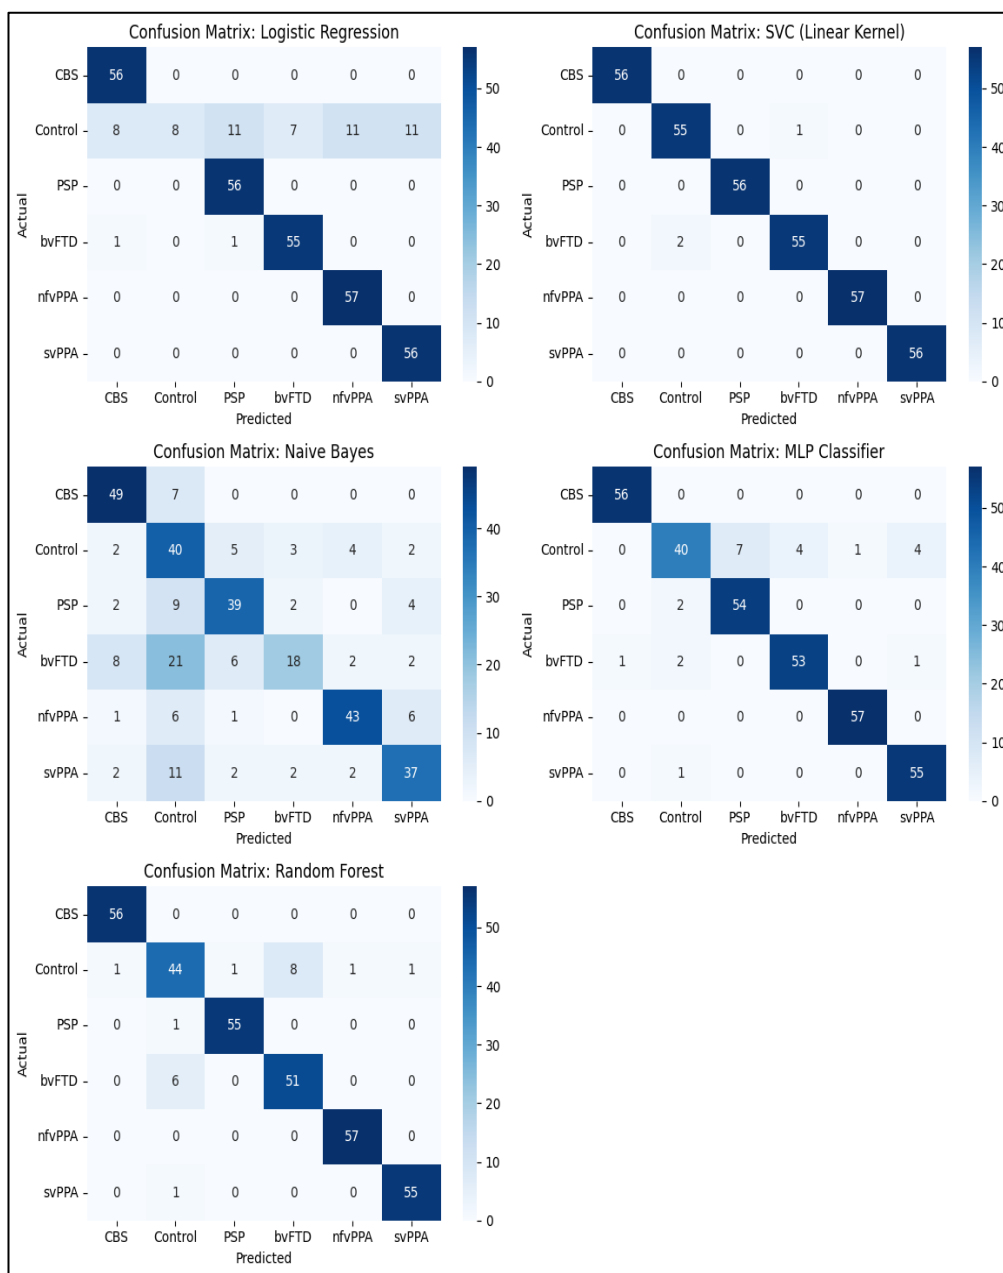 Confusion Matrix: Logistic Regression
CBS 56 0 0 0 0 0
Control 8 8 11 7 11 11
PSP 0 0 56 0 0 0
bvFTD 1 0 1 55 0 0
nfvPPA 0 0 0 0 57 0
svPPA 0 0 0 0 0 56
CBS Control PSP bvFTD nfvPPA svPPA
Predicted
Actual
50
40
30
20
10
0
Confusion Matrix: SVC (Linear Kernel)
CBS 56 0 0 0 0 0
Control 0 55 0 1 0 0
PSP 0 0 56 0 0 0
bvFTD 0 2 0 55 0 0
nfvPPA 0 0 0 0 57 0
svPPA 0 0 0 0 0 56
CBS Control PSP bvFTD nfvPPA svPPA
Predicted
Actual
50
40
30
20
10
0
Confusion Matrix: Naive Bayes
CBS 49 7 0 0 0 0
Control 2 40 5 3 4 2
PSP 2 9 39 2 0 4
bvFTD 8 21 6 18 2 2
nfvPPA 1 6 1 0 43 6
svPPA 2 11 2 2 2 37
CBS Control PSP bvFTD nfvPPA svPPA
Predicted
Actual
40
30
20
10
0
Confusion Matrix: MLP Classifier
CBS 56 0 0 0 0 0
Control 0 40 7 4 1 4
PSP 0 2 54 0 0 0
bvFTD 1 2 0 53 0 1
nfvPPA 0 0 0 0 57 0
svPPA 0 1 0 0 0 55
CBS Control PSP bvFTD nfvPPA svPPA
Predicted
Actual
50
40
30
20
10
0
Confusion Matrix: Random Forest
CBS 56 0 0 0 0 0
Control 1 44 1 8 1 1
PSP 0 1 55 0 0 0
bvFTD 0 6 0 51 0 0
nfvPPA 0 0 0 0 57 0
svPPA 0 1 0 0 0 55
CBS Control PSP bvFTD nfvPPA svPPA
Predicted
Actual
50
40
30
20
10
0